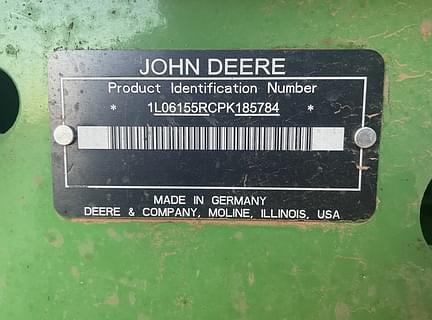 JOHN DEERE
Product Identification Number
* 1L06155RCPK185784 *
MADE IN GERMANY
DEERE & COMPANY, MOLINE, ILLINOIS, USA